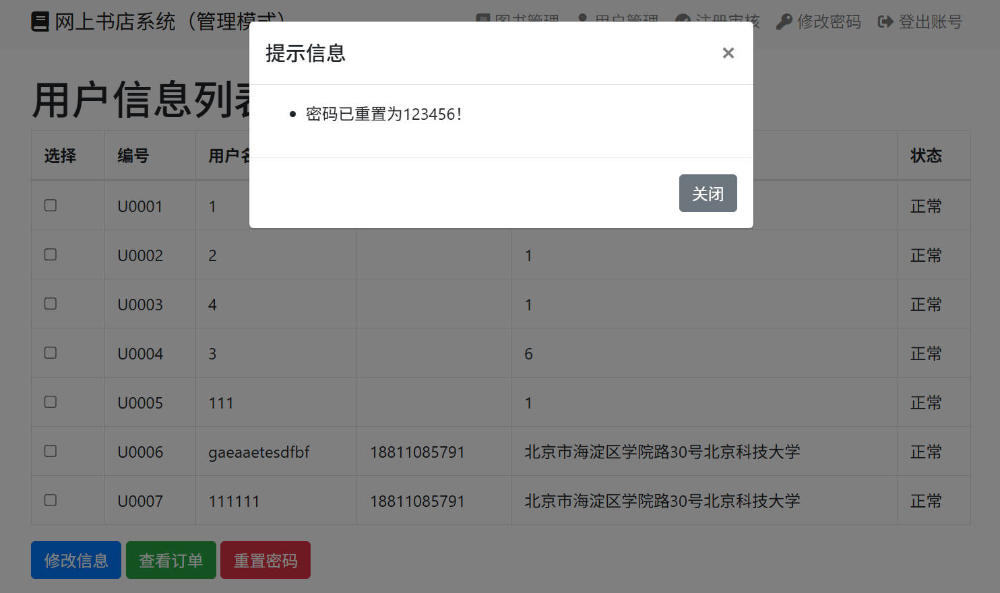 网上书店系统（管理模式） 图书管理 用户管理 注册审核 修改密码 登出账号
提示信息 ×
密码已重置为123456！
关闭
用户信息列表
选择 编号 用户名 状态
U0001 1 正常
U0002 2 1 正常
U0003 4 1 正常
U0004 3 6 正常
U0005 111 1 正常
U0006 gaeaaetesdfbf 18811085791 北京市海淀区学院路30号北京科技大学 正常
U0007 111111 18811085791 北京市海淀区学院路30号北京科技大学 正常
修改信息 查看订单 重置密码